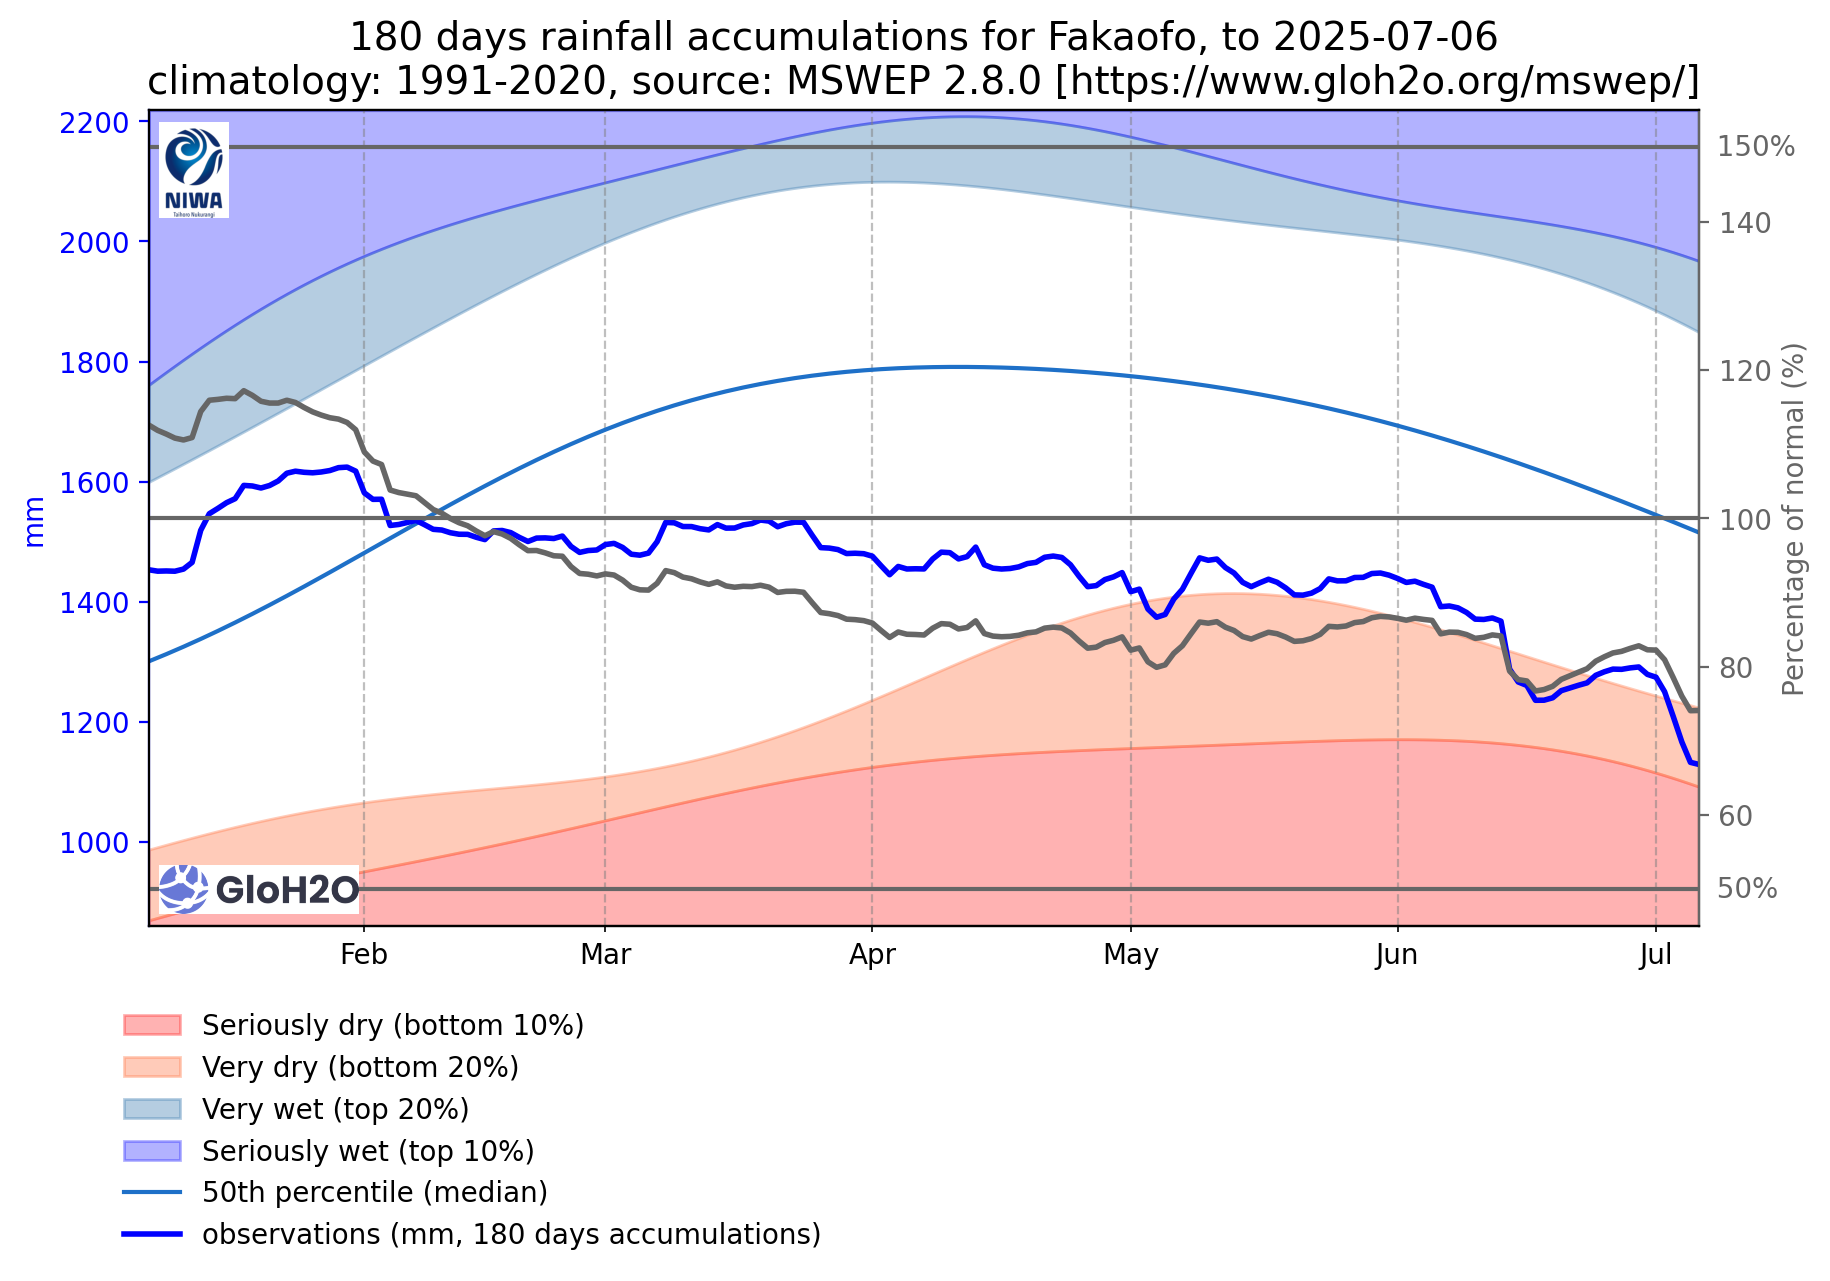 180 days rainfall accumulations for Fakaofo, to 2025-07-06
climatology: 1991-2020, source: MSWEP 2.8.0 [https://www.gloh2o.org/mswep/]
2200
2000
1800
1600
1400
1200
1000
mm
NIWA
Taihoro Nukurangi
GloH2O
150%
140
120
100
80
60
50%
Percentage of normal (%)
Feb
Mar
Apr
May
Jun
Jul
Seriously dry (bottom 10%)
Very dry (bottom 20%)
Very wet (top 20%)
Seriously wet (top 10%)
50th percentile (median)
observations (mm, 180 days accumulations)